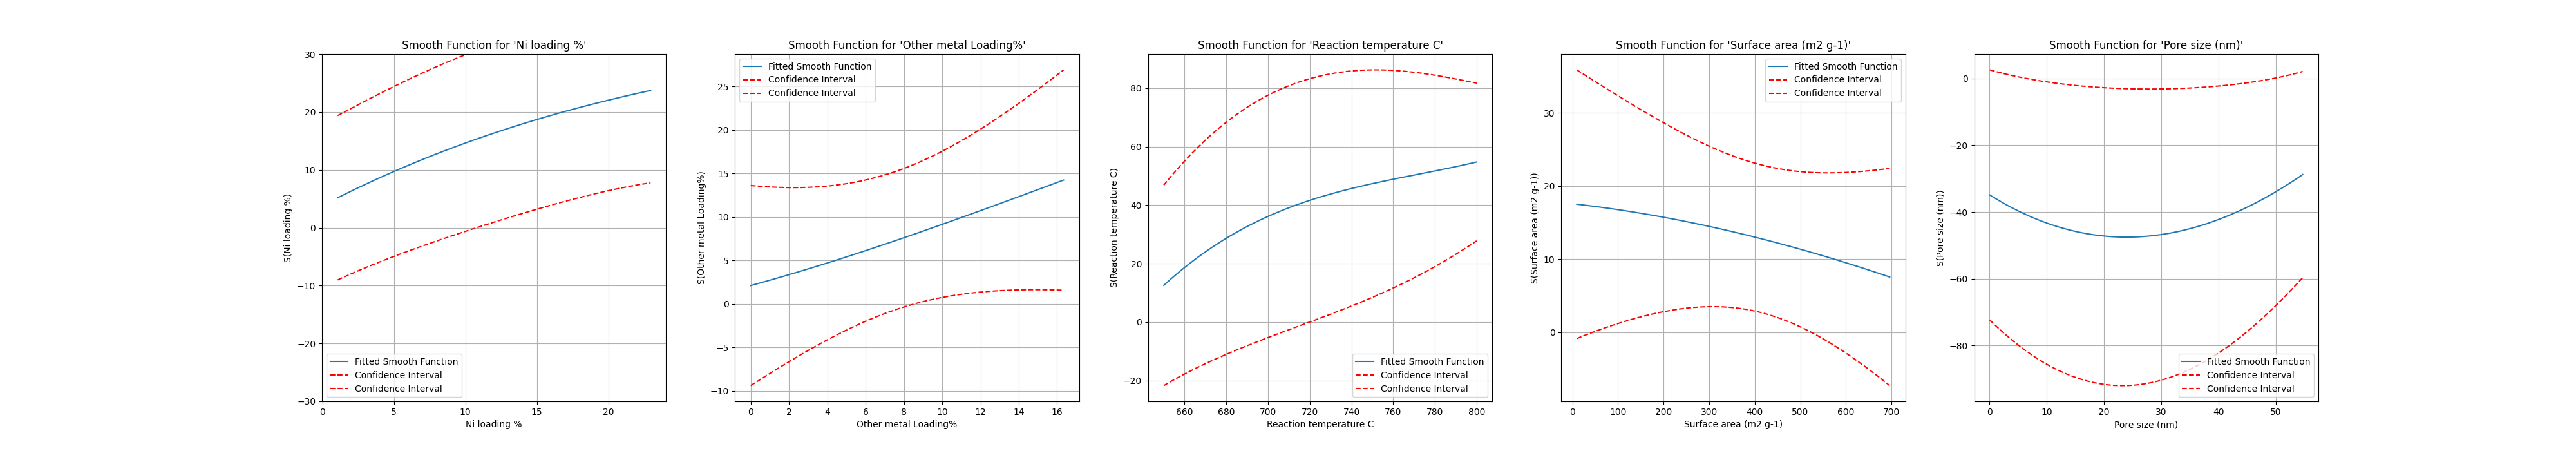 Smooth Function for 'Ni loading %'
30
20
10
0
−10
−20
−30
S(Ni loading %)
Fitted Smooth Function
Confidence Interval
Confidence Interval
0 5 10 15 20
Ni loading %
Smooth Function for 'Other metal Loading%'
Fitted Smooth Function
Confidence Interval
Confidence Interval
25
20
15
10
5
0
−5
−10
S(Other metal Loading%)
0 2 4 6 8 10 12 14 16
Other metal Loading%
Smooth Function for 'Reaction temperature C'
80
60
40
20
0
−20
S(Reaction temperature C)
Fitted Smooth Function
Confidence Interval
Confidence Interval
660 680 700 720 740 760 780 800
Reaction temperature C
Smooth Function for 'Surface area (m2 g-1)'
Fitted Smooth Function
Confidence Interval
Confidence Interval
30
20
10
0
S(Surface area (m2 g-1))
0 100 200 300 400 500 600 700
Surface area (m2 g-1)
Smooth Function for 'Pore size (nm)'
0
−20
−40
−60
−80
S(Pore size (nm))
Fitted Smooth Function
Confidence Interval
Confidence Interval
0 10 20 30 40 50
Pore size (nm)